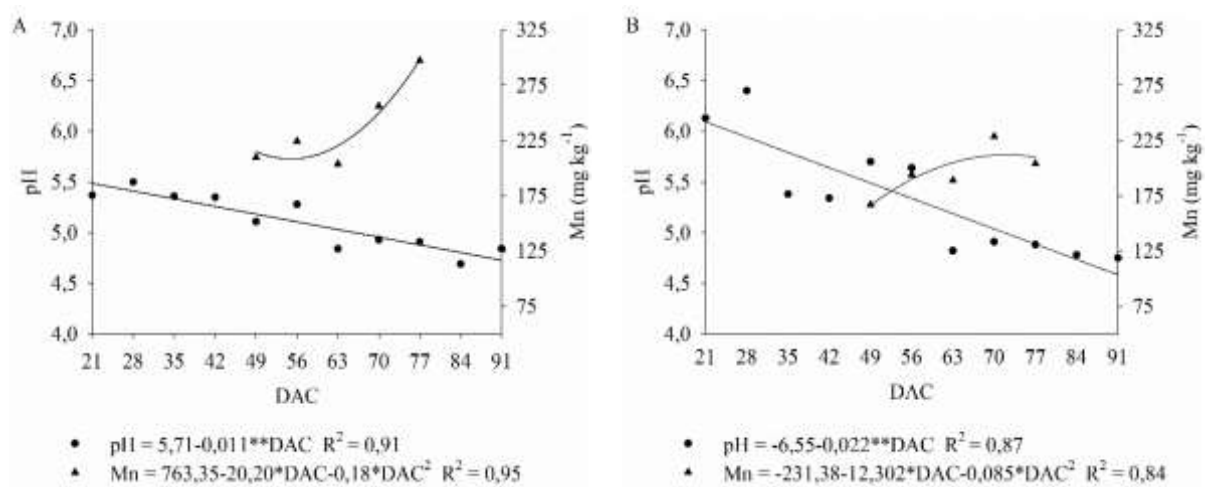 A
7,0
6,5
6,0
5,5
5,0
4,5
4,0
pH
325
275
225
175
125
75
Mn (mg kg⁻¹)
21 28 35 42 49 56 63 70 77 84 91
DAC
● pH = 5,71-0,011**DAC R² = 0,91
▲ Mn = 763,35-20,20*DAC-0,18*DAC² R² = 0,95
B
7,0
6,5
6,0
5,5
5,0
4,5
4,0
pH
325
275
225
175
125
75
Mn (mg kg⁻¹)
21 28 35 42 49 56 63 70 77 84 91
DAC
● pH = -6,55-0,022**DAC R² = 0,87
▲ Mn = -231,38-12,302*DAC-0,085*DAC² R² = 0,84